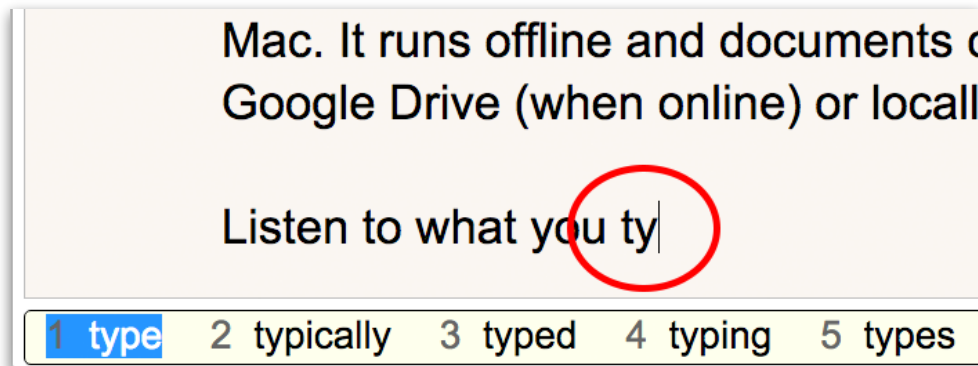 Mac. It runs offline and documents
Google Drive (when online) or locall
Listen to what you ty
1 type 2 typically 3 typed 4 typing 5 types